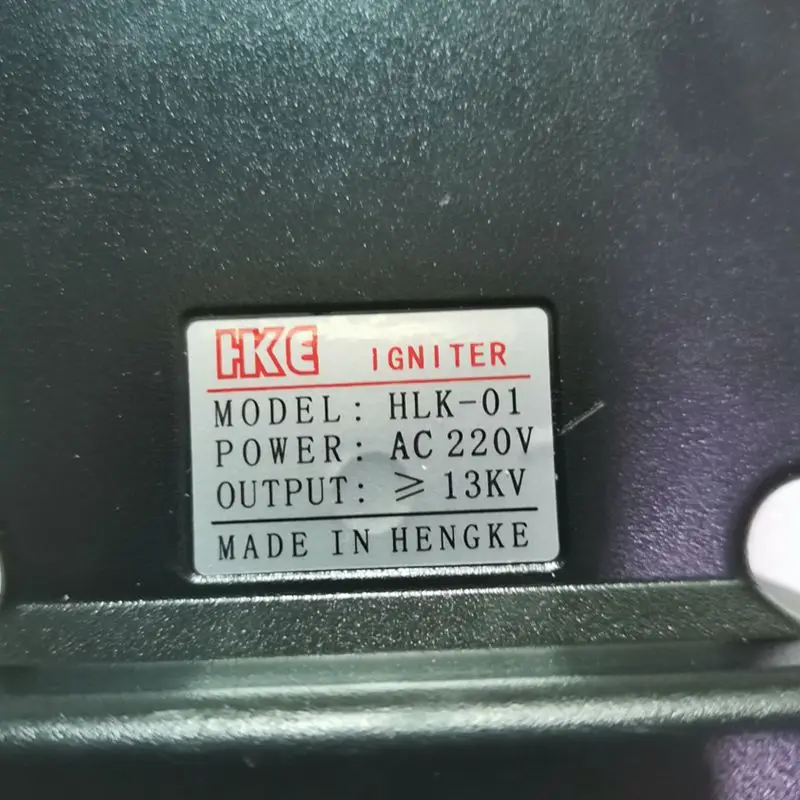 HKE IGNITER
MODEL: HLK-01
POWER: AC 220V
OUTPUT: ≥ 13KV
MADE IN HENGKE